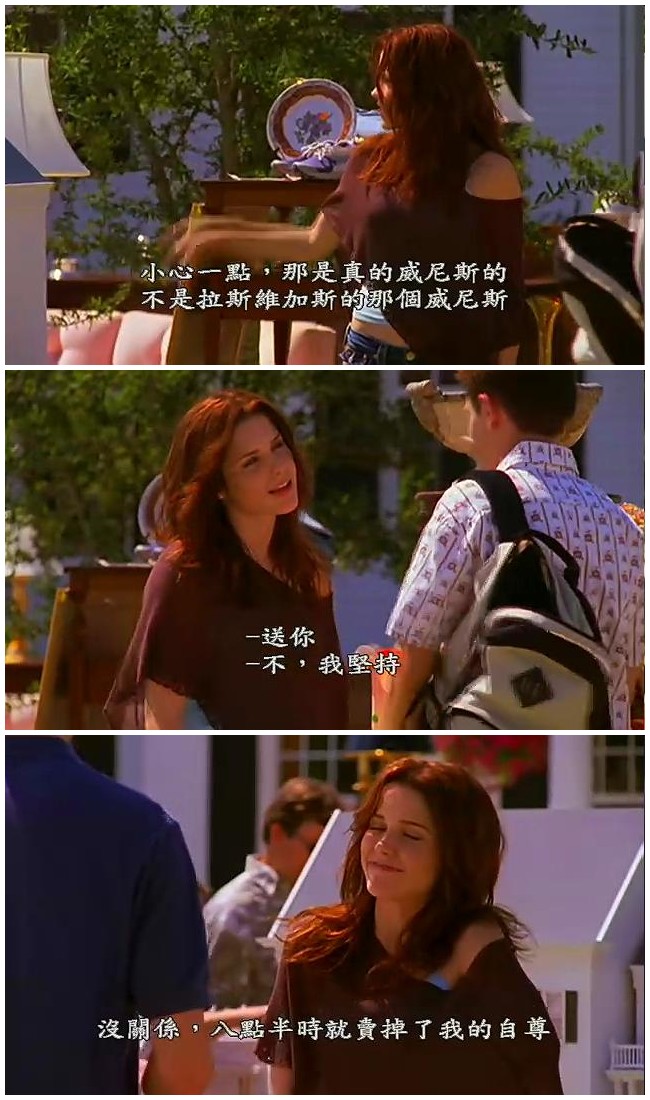 小心一點，那是真的威尼斯的
不是拉斯維加斯的那個威尼斯
-送你
-不，我堅持
沒關係，八點半時就賣掉了我的自尊